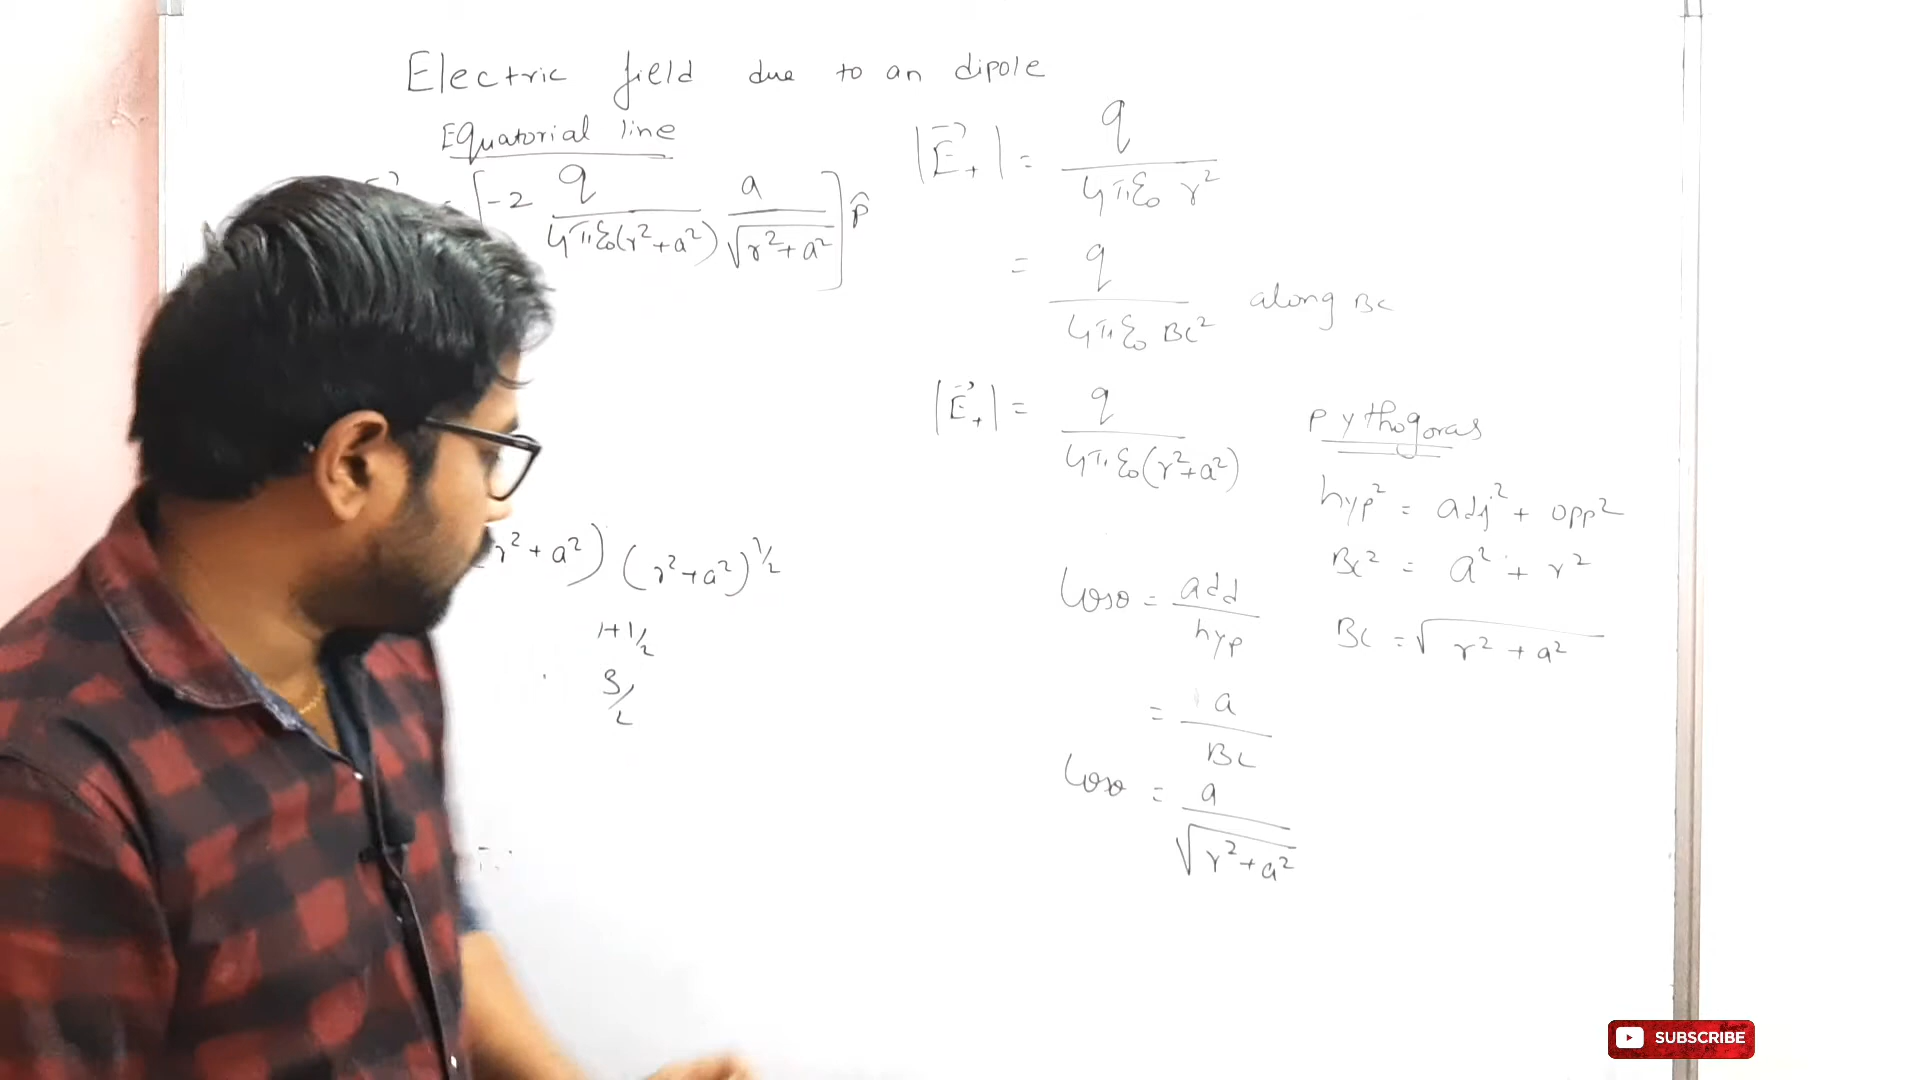 Electric field due to an dipole
Equatorial line
= [-2 q/4πε₀(r²+a²) a/√r²+a²] p̂
r²+a²) (r²+a²)^1/2
1+1/2
3/2
|E⃗₊| = q/4πε₀ r²
= q/4πε₀ BC² along BC
|E⃗₊| = q/4πε₀(r²+a²)
Cosθ = add/hyp
= a/BC
Cosθ = a/√r²+a²
Pythogoras
hyp² = adj² + opp²
BC² = a² + r²
BC = √r² + a²
SUBSCRIBE